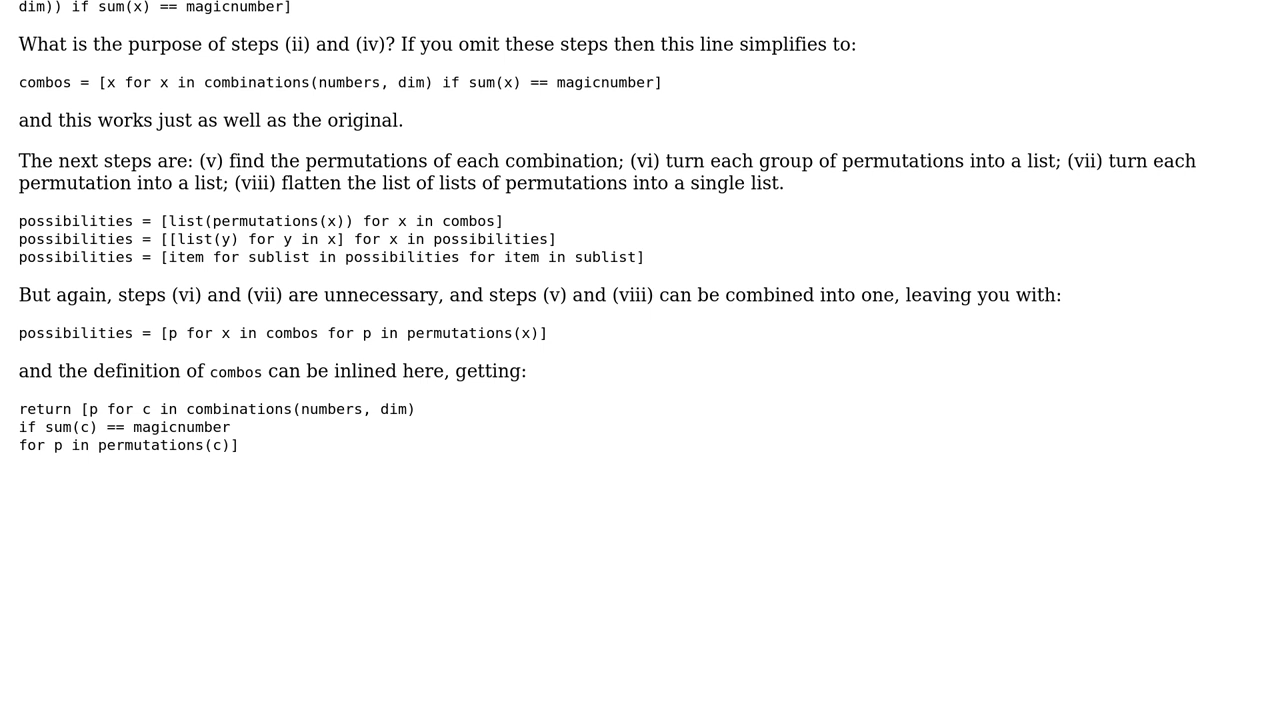 dim)) if sum(x) == magicnumber]
What is the purpose of steps (ii) and (iv)? If you omit these steps then this line simplifies to:
combos = [x for x in combinations(numbers, dim) if sum(x) == magicnumber]
and this works just as well as the original.
The next steps are: (v) find the permutations of each combination; (vi) turn each group of permutations into a list; (vii) turn each
permutation into a list; (viii) flatten the list of lists of permutations into a single list.
possibilities = [list(permutations(x)) for x in combos]
possibilities = [[list(y) for y in x] for x in possibilities]
possibilities = [item for sublist in possibilities for item in sublist]
But again, steps (vi) and (vii) are unnecessary, and steps (v) and (viii) can be combined into one, leaving you with:
possibilities = [p for x in combos for p in permutations(x)]
and the definition of combos can be inlined here, getting:
return [p for c in combinations(numbers, dim)
if sum(c) == magicnumber
for p in permutations(c)]